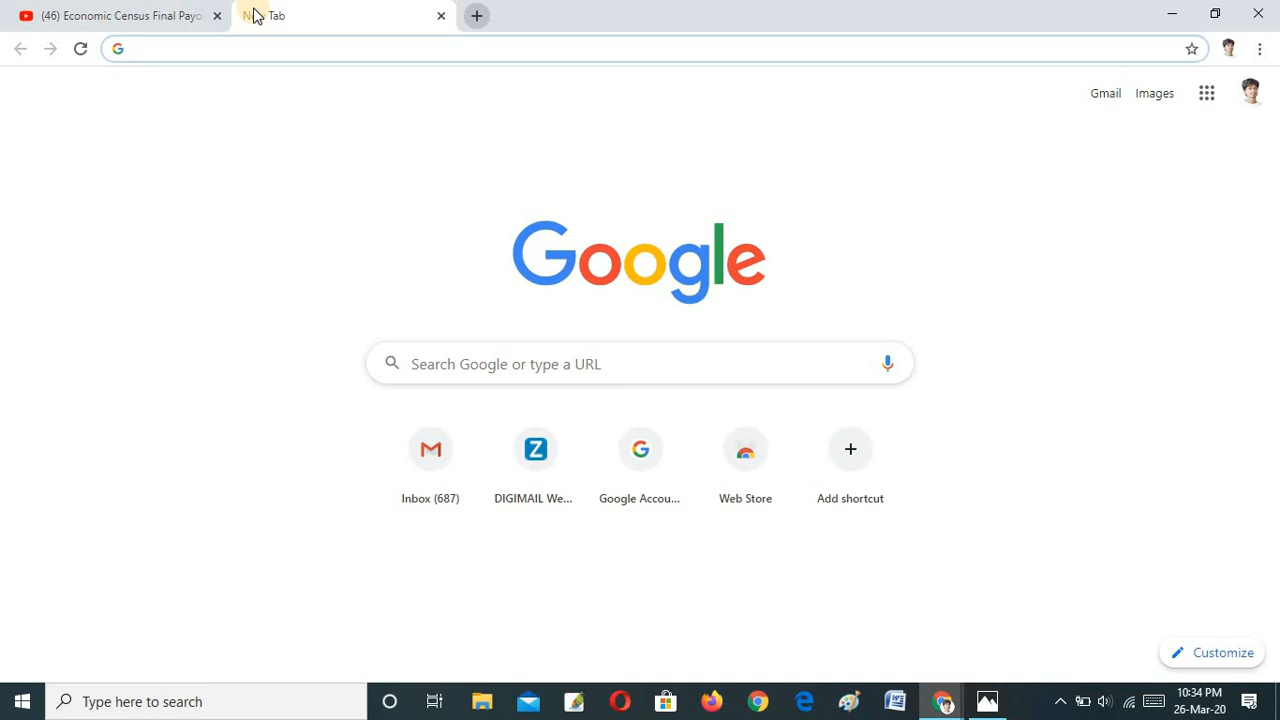 (46) Economic Census Final Payo
Tab
Gmail Images
Google
Search Google or type a URL
Inbox (687) DIGIMAIL We... Google Accou... Web Store Add shortcut
Customize
Type here to search
10:34 PM
26-Mar-20